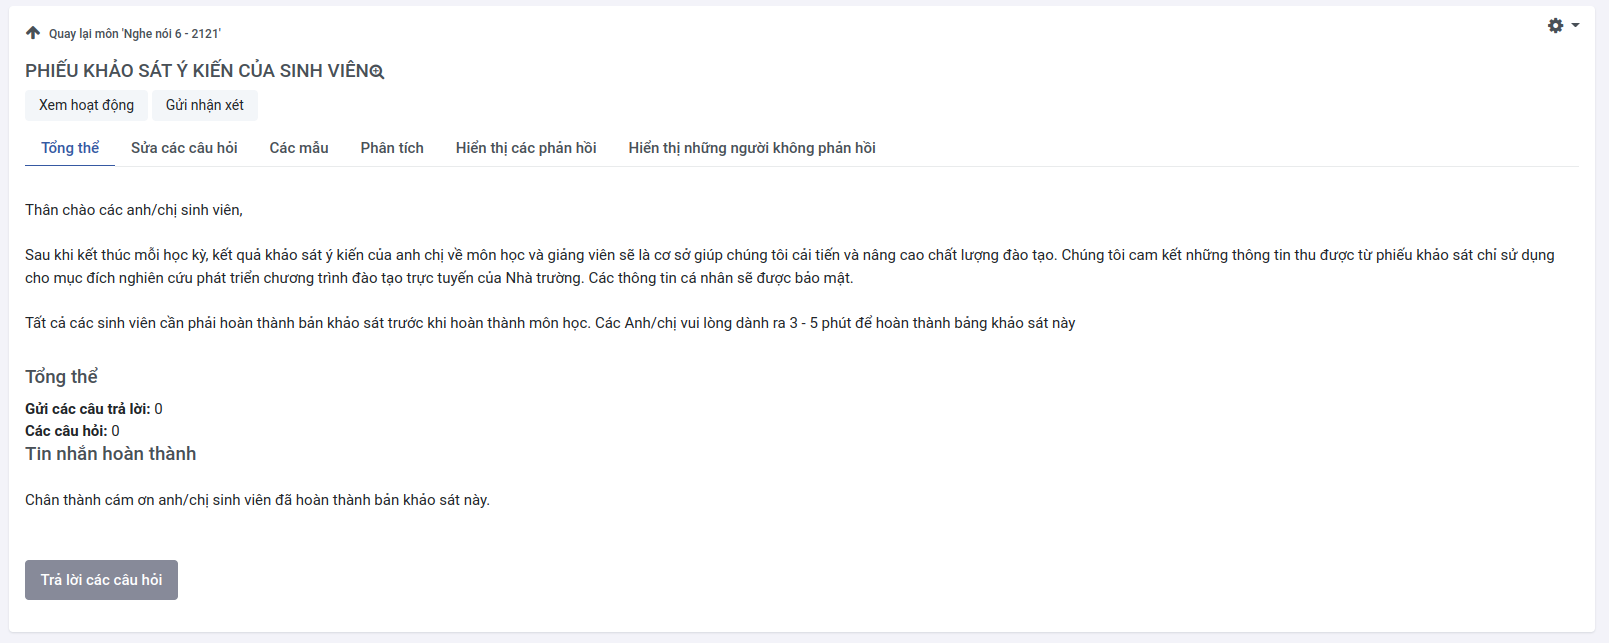 Quay lại môn 'Nghe nói 6 - 2121'
PHIẾU KHẢO SÁT Ý KIẾN CỦA SINH VIÊN
Xem hoạt động Gửi nhận xét
Tổng thể Sửa các câu hỏi Các mẫu Phân tích Hiển thị các phản hồi Hiển thị những người không phản hồi
Thân chào các anh/chị sinh viên,
Sau khi kết thúc mỗi học kỳ, kết quả khảo sát ý kiến của anh chị về môn học và giảng viên sẽ là cơ sở giúp chúng tôi cải tiến và nâng cao chất lượng đào tạo. Chúng tôi cam kết những thông tin thu được từ phiếu khảo sát chỉ sử dụng
cho mục đích nghiên cứu phát triển chương trình đào tạo trực tuyến của Nhà trường. Các thông tin cá nhân sẽ được bảo mật.
Tất cả các sinh viên cần phải hoàn thành bản khảo sát trước khi hoàn thành môn học. Các Anh/chị vui lòng dành ra 3 - 5 phút để hoàn thành bảng khảo sát này
Tổng thể
Gửi các câu trả lời: 0
Các câu hỏi: 0
Tin nhắn hoàn thành
Chân thành cám ơn anh/chị sinh viên đã hoàn thành bản khảo sát này.
Trả lời các câu hỏi